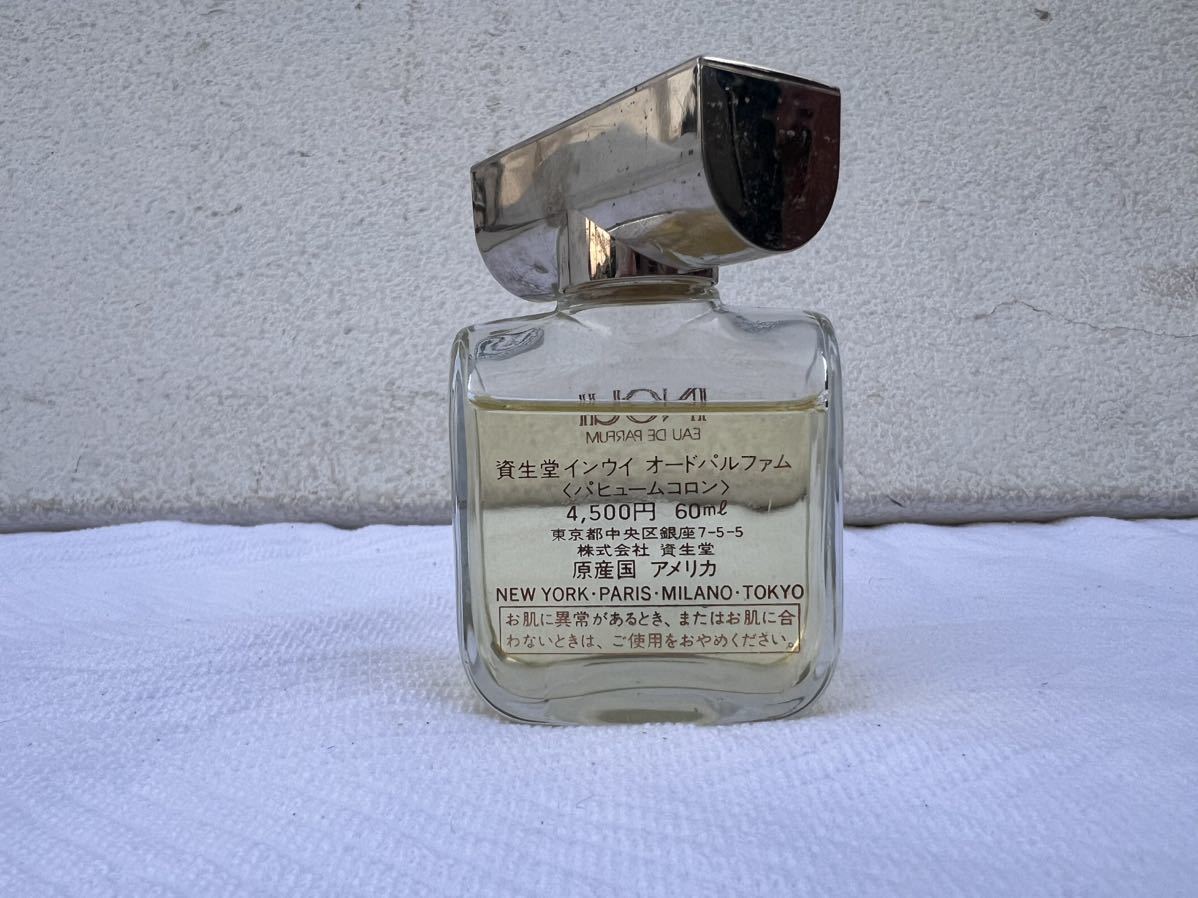 INOUI
EAU DE PARFUM
資生堂インウイ オードパルファム
〈パヒュームコロン〉
4,500円 60mℓ
東京都中央区銀座7-5-5
株式会社 資生堂
原産国 アメリカ
NEW YORK·PARIS·MILANO·TOKYO
お肌に異常があるとき、またはお肌に合
わないときは、ご使用をおやめください。